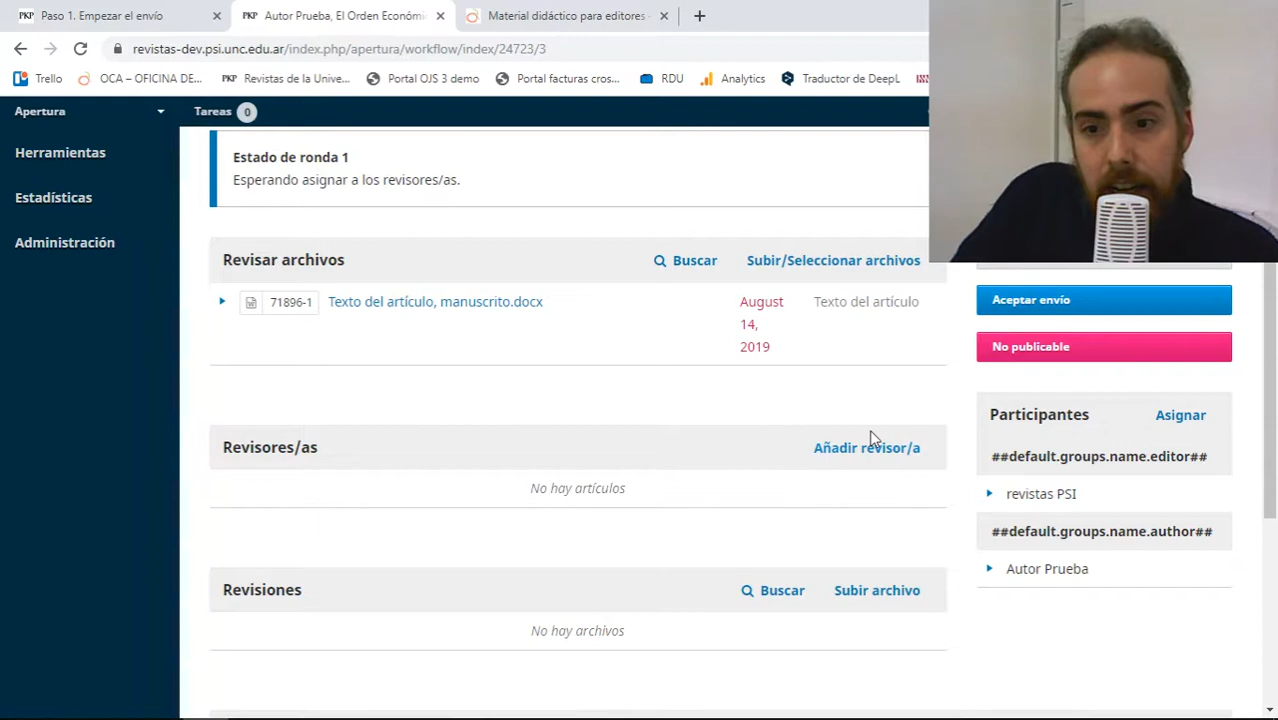 Paso 1. Empezar el envío
Autor Prueba, El Orden Económi
Material didáctico para editores -
revistas-dev.psi.unc.edu.ar/index.php/apertura/workflow/index/24723/3
Trello
OCA – OFICINA DE...
Revistas de la Unive...
Portal OJS 3 demo
Portal facturas cros...
RDU
Analytics
Traductor de DeepL
Apertura
Tareas 0
Herramientas
Estadísticas
Administración
Estado de ronda 1
Esperando asignar a los revisores/as.
Revisar archivos
Buscar
Subir/Seleccionar archivos
71896-1
Texto del artículo, manuscrito.docx
August
14,
2019
Texto del artículo
Revisores/as
Añadir revisor/a
No hay artículos
Revisiones
Buscar
Subir archivo
No hay archivos
Aceptar envío
No publicable
Participantes
Asignar
##default.groups.name.editor##
revistas PSI
##default.groups.name.author##
Autor Prueba